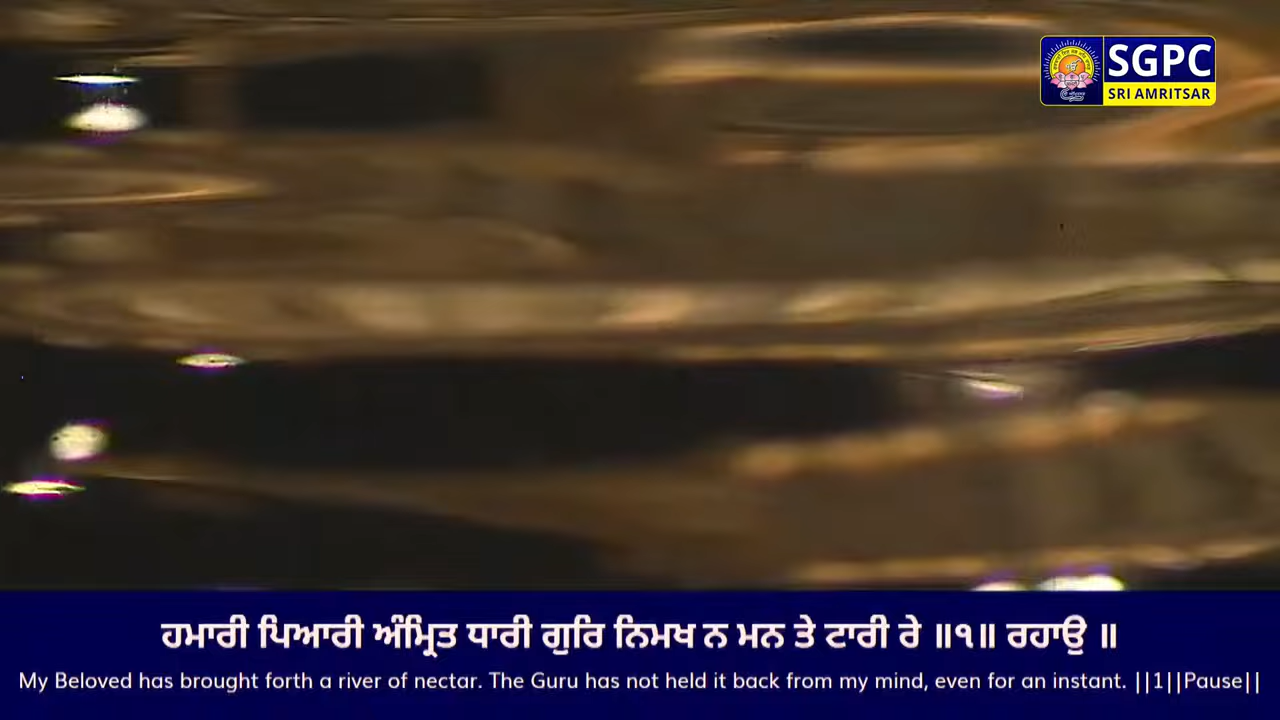 SGPC
SRI AMRITSAR
ਹਮਾਰੀ ਪਿਆਰੀ ਅੰਮ੍ਰਿਤ ਧਾਰੀ ਗੁਰਿ ਨਿਮਖ ਨ ਮਨ ਤੇ ਟਾਰੀ ਰੇ ॥੧॥ ਰਹਾਉ ॥
My Beloved has brought forth a river of nectar. The Guru has not held it back from my mind, even for an instant. ||1||Pause||